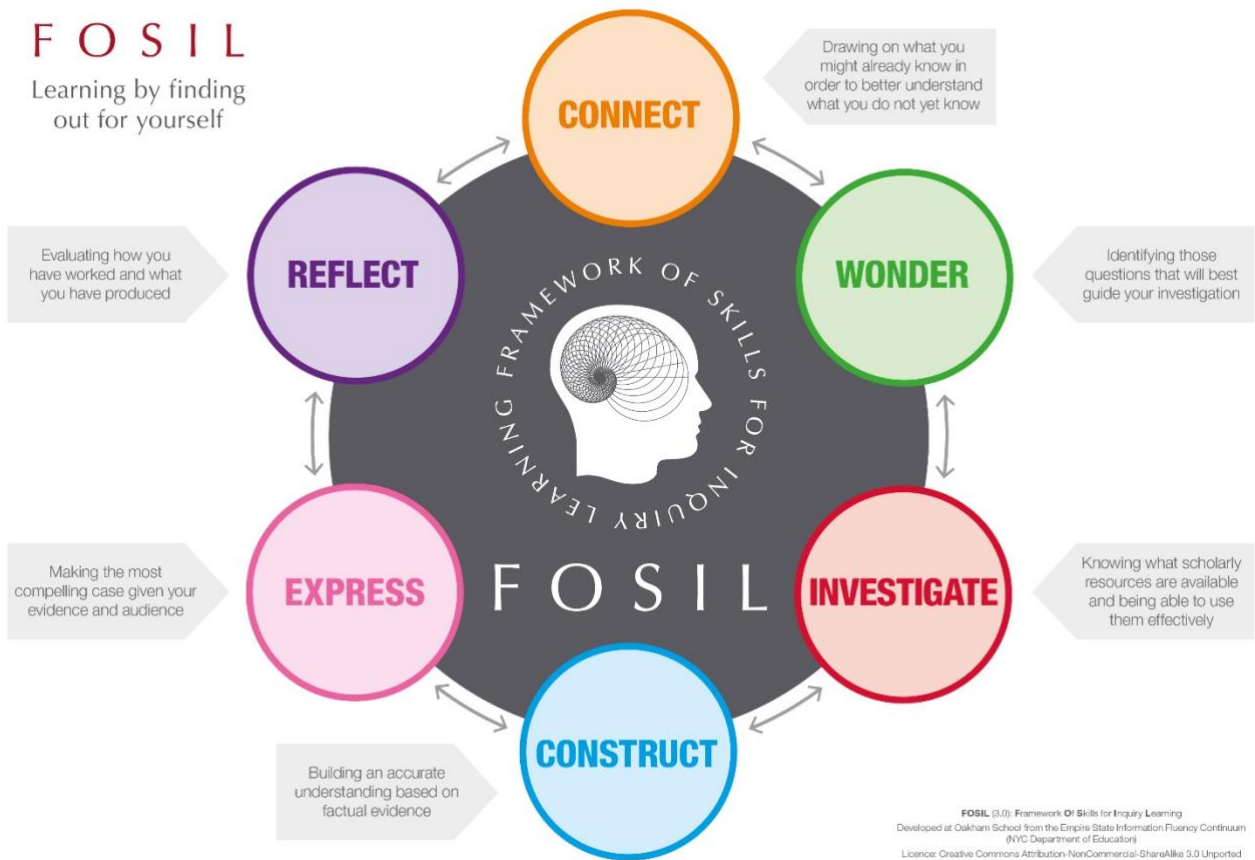 FOSIL
Learning by finding
out for yourself
CONNECT
Drawing on what you
might already know in
order to better understand
what you do not yet know
WONDER
Identifying those
questions that will best
guide your investigation
INVESTIGATE
Knowing what scholarly
resources are available
and being able to use
them effectively
CONSTRUCT
Building an accurate
understanding based on
factual evidence
EXPRESS
Making the most
compelling case given your
evidence and audience
REFLECT
Evaluating how you
have worked and what
you have produced
FRAMEWORK OF SKILLS FOR INQUIRY LEARNING
FOSIL
FOSIL (3.0): Framework Of Skills for Inquiry Learning
Developed at Oakham School from the Empire State Information Fluency Continuum
(NYC Department of Education)
Licence: Creative Commons Attribution-NonCommercial-ShareAlike 3.0 Unported